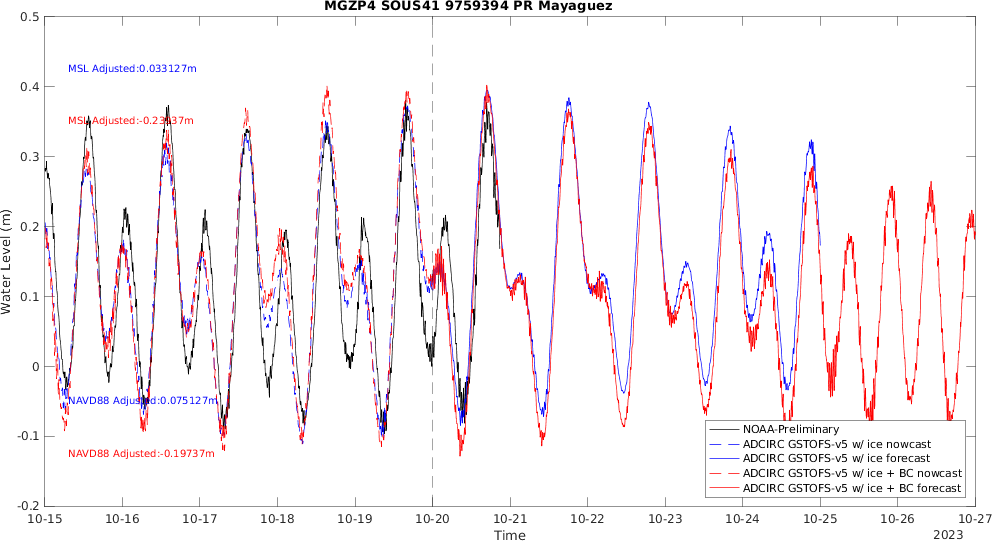 MGZP4 SOUS41 9759394 PR Mayaguez
0.5
MSL Adjusted:0.033127m
0.4
MSL Adjusted:-0.23937m
0.3
0.2
Water Level (m)
0.1
0
NAVD88 Adjusted:0.075127m
-0.1
NAVD88 Adjusted:-0.19737m
-0.2
NOAA-Preliminary
ADCIRC GSTOFS-v5 w/ ice nowcast
ADCIRC GSTOFS-v5 w/ ice forecast
ADCIRC GSTOFS-v5 w/ ice + BC nowcast
ADCIRC GSTOFS-v5 w/ ice + BC forecast
10-15 10-16 10-17 10-18 10-19 10-20 10-21 10-22 10-23 10-24 10-25 10-26 10-27
Time
2023